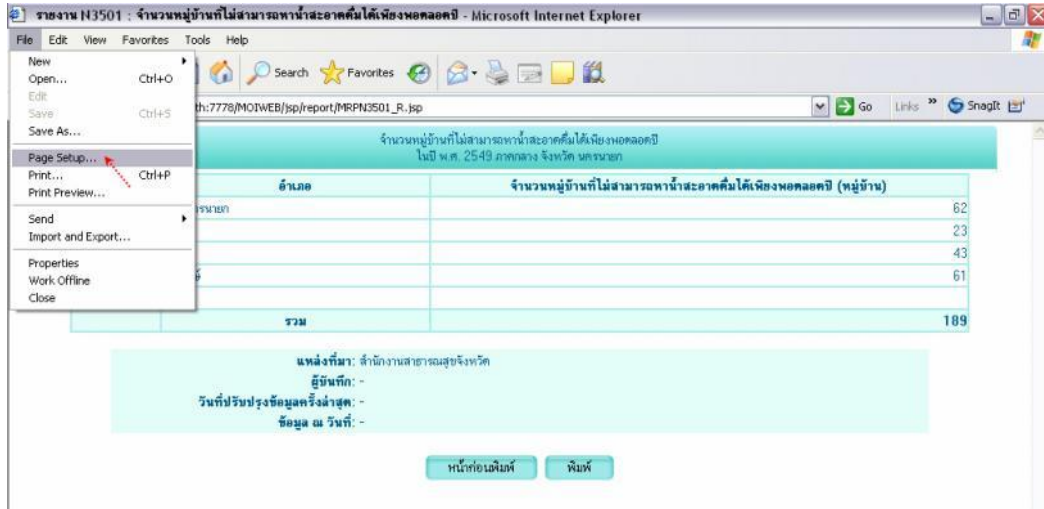 รายงาน N3501 : จำนวนหมู่บ้านที่ไม่สามารถหาน้ำสะอาดดื่มได้เพียงพอตลอดปี - Microsoft Internet Explorer
File Edit View Favorites Tools Help
Search Favorites
New
Open... Ctrl+O
Edit
Save Ctrl+S
Save As...
Page Setup...
Print... Ctrl+P
Print Preview...
Send
Import and Export...
Properties
Work Offline
Close
th:7778/MOIWEB/jsp/report/MRPN3501_R.jsp Go Links » SnagIt
จำนวนหมู่บ้านที่ไม่สามารถหาน้ำสะอาดดื่มได้เพียงพอตลอดปี
ในปี พ.ศ. 2549 ภาคกลาง จังหวัด นครนายก
อำเภอ จำนวนหมู่บ้านที่ไม่สามารถหาน้ำสะอาดดื่มได้เพียงพอตลอดปี (หมู่บ้าน)
62
23
43
61
รวม 189
แหล่งที่มา: สำนักงานสาธารณสุขจังหวัด
ผู้บันทึก: -
วันที่ปรับปรุงข้อมูลครั้งล่าสุด: -
ข้อมูล ณ วันที่: -
หน้าก่อนพิมพ์ พิมพ์